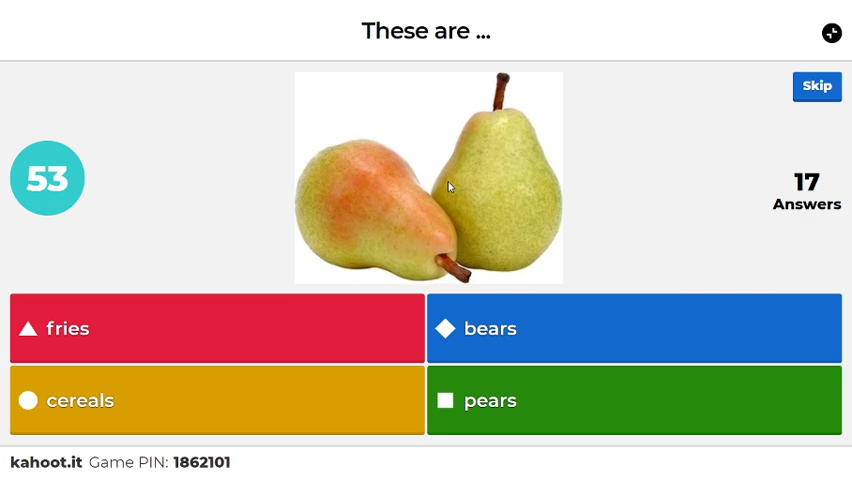 These are ...
Skip
53
17
Answers
fries
bears
cereals
pears
kahoot.it Game PIN: 1862101